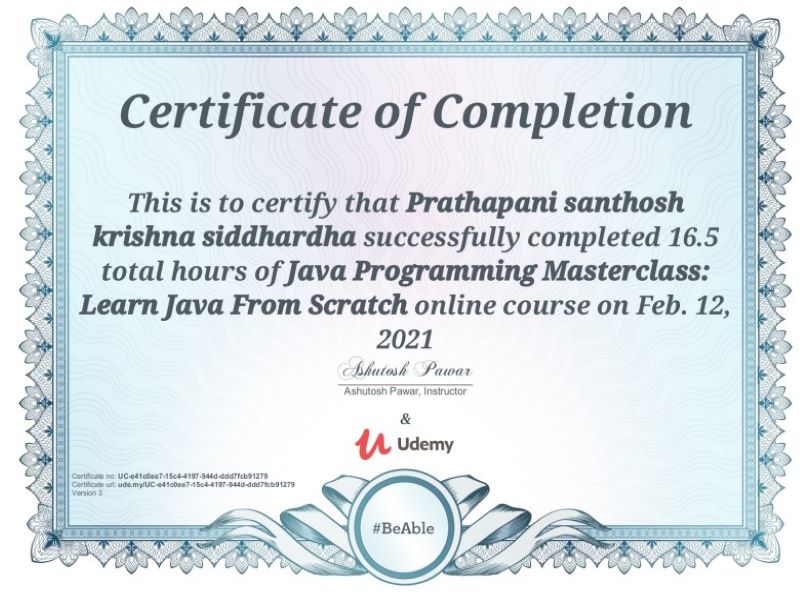 Certificate of Completion
This is to certify that Prathapani santhosh
krishna siddhardha successfully completed 16.5
total hours of Java Programming Masterclass:
Learn Java From Scratch online course on Feb. 12,
2021
Ashutosh Pawar
Ashutosh Pawar, Instructor
&
Udemy
Certificate no: UC-e41c0ee7-15c4-4197-944d-ddd7fcb91279
Certificate url: ude.my/UC-e41c0ee7-15c4-4197-944d-ddd7fcb91279
Version 3
#BeAble